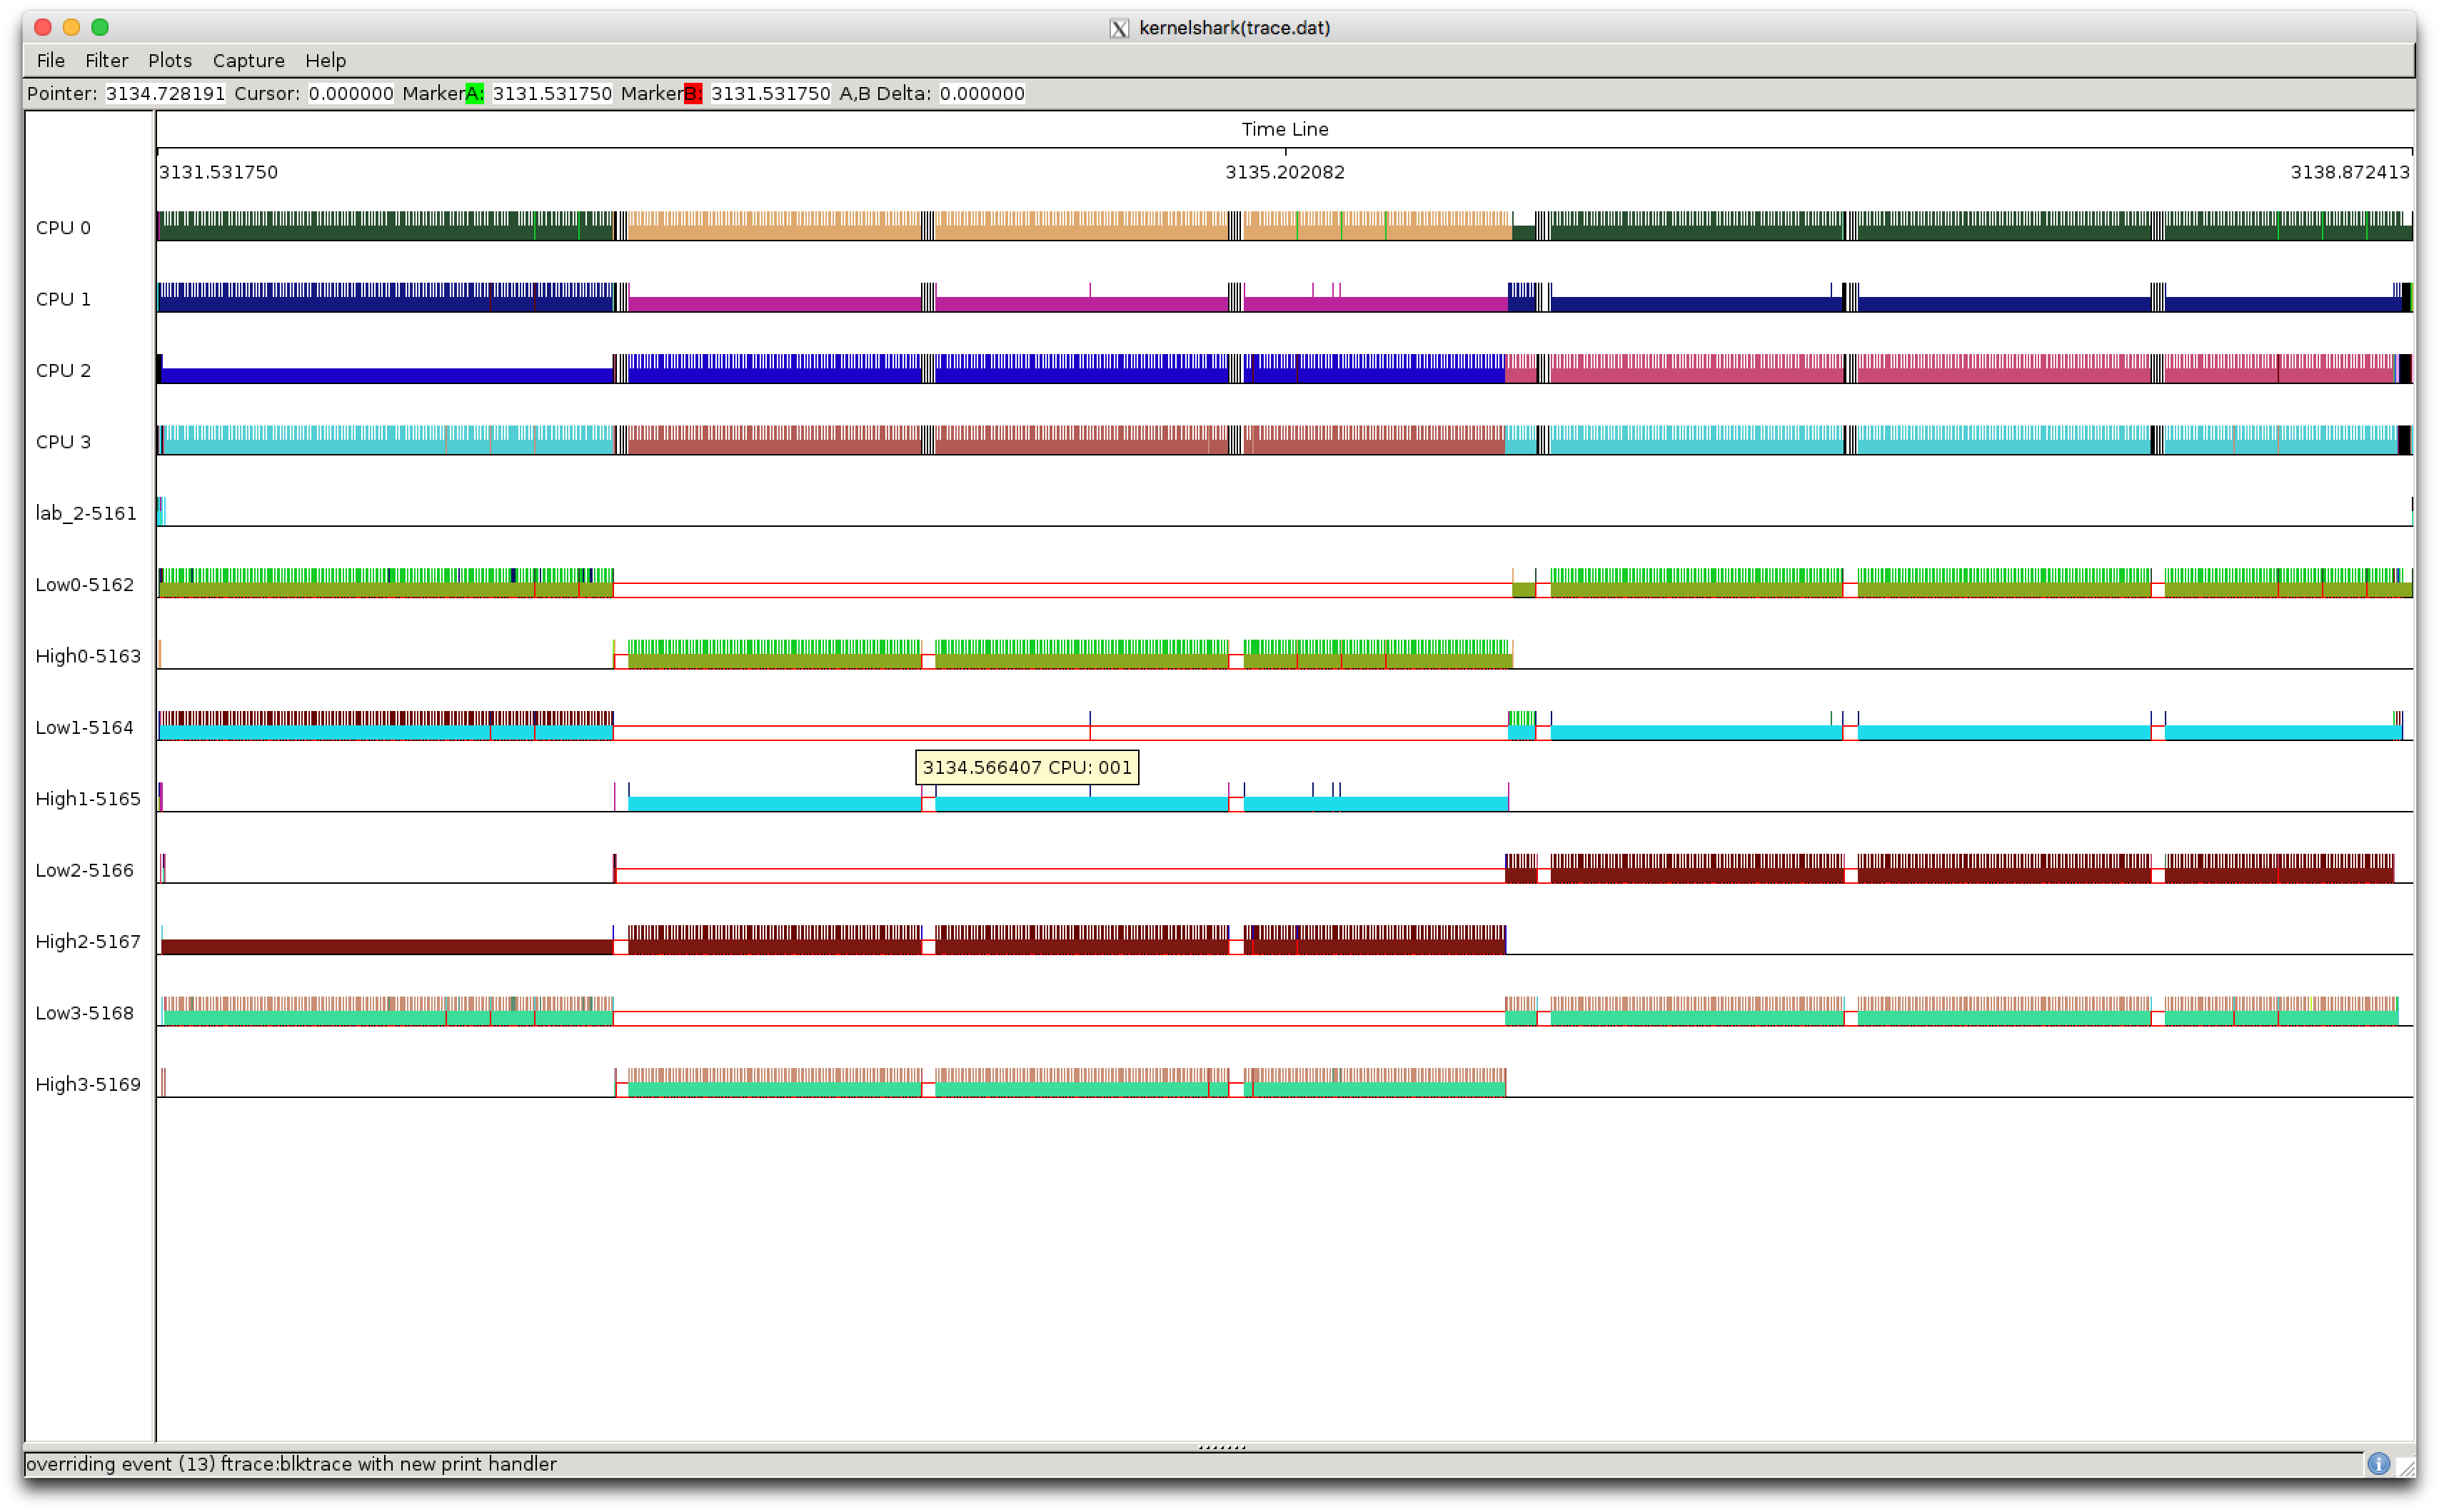 kernelshark(trace.dat)
File Filter Plots Capture Help
Pointer: 3134.728191 Cursor: 0.000000 MarkerA: 3131.531750 MarkerB: 3131.531750 A,B Delta: 0.000000
Time Line
3131.531750 3135.202082 3138.872413
CPU 0
CPU 1
CPU 2
CPU 3
lab_2-5161
Low0-5162
High0-5163
Low1-5164
3134.566407 CPU: 001
High1-5165
Low2-5166
High2-5167
Low3-5168
High3-5169
overriding event (13) ftrace:blktrace with new print handler